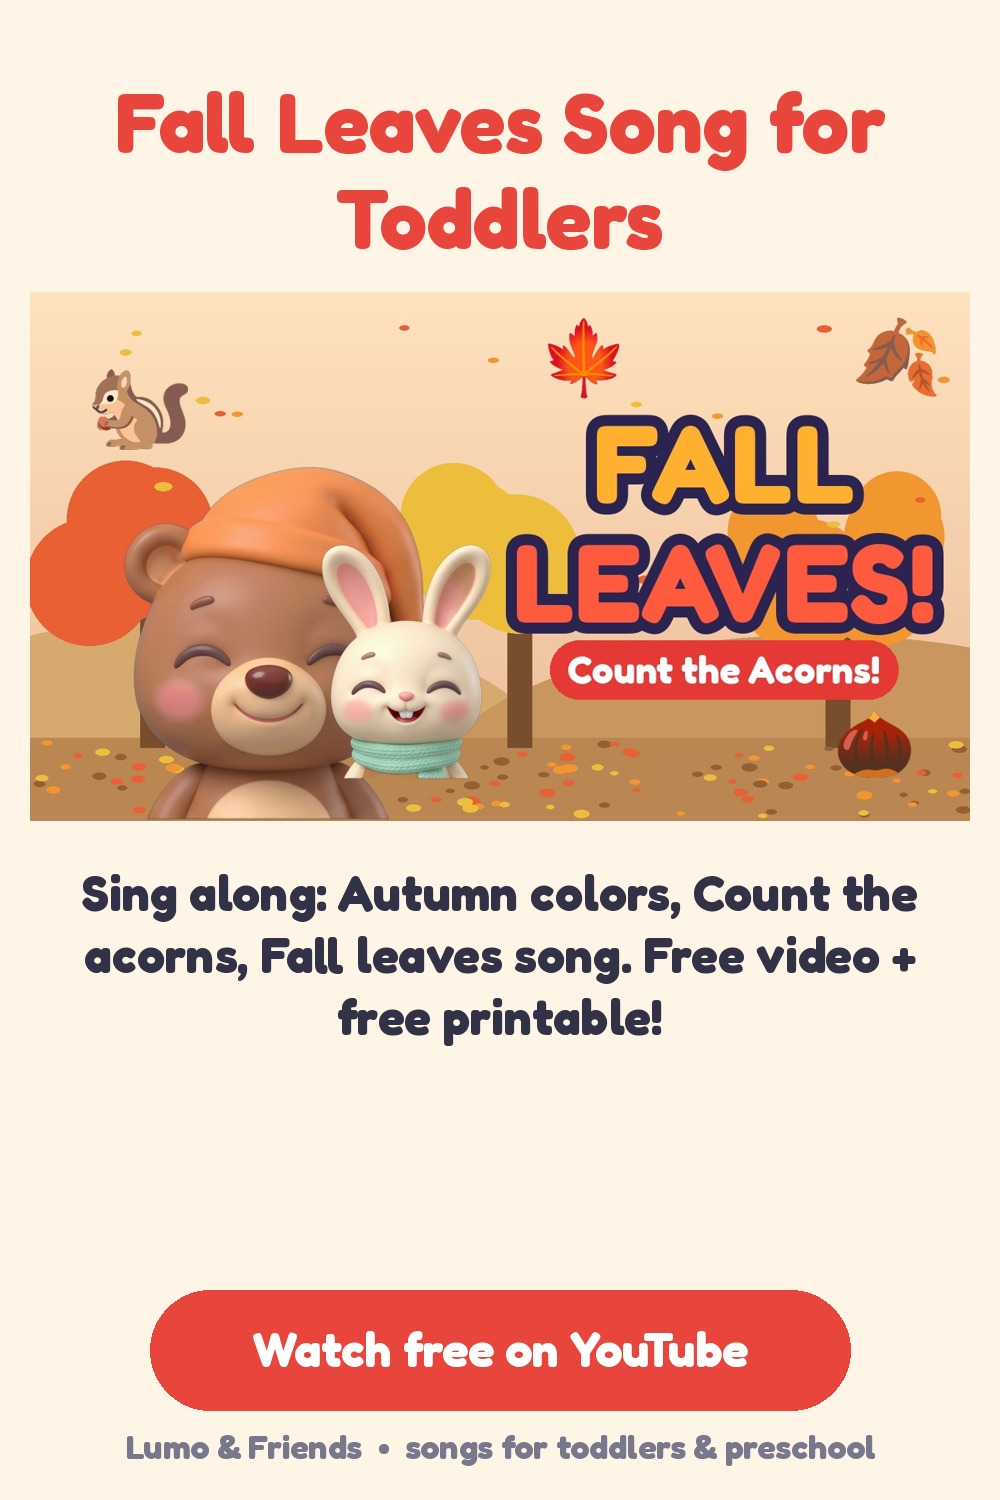 Fall Leaves Song for
Toddlers
FALL
LEAVES!
Count the Acorns!
Sing along: Autumn colors, Count the
acorns, Fall leaves song. Free video +
free printable!
Watch free on YouTube
Lumo & Friends • songs for toddlers & preschool